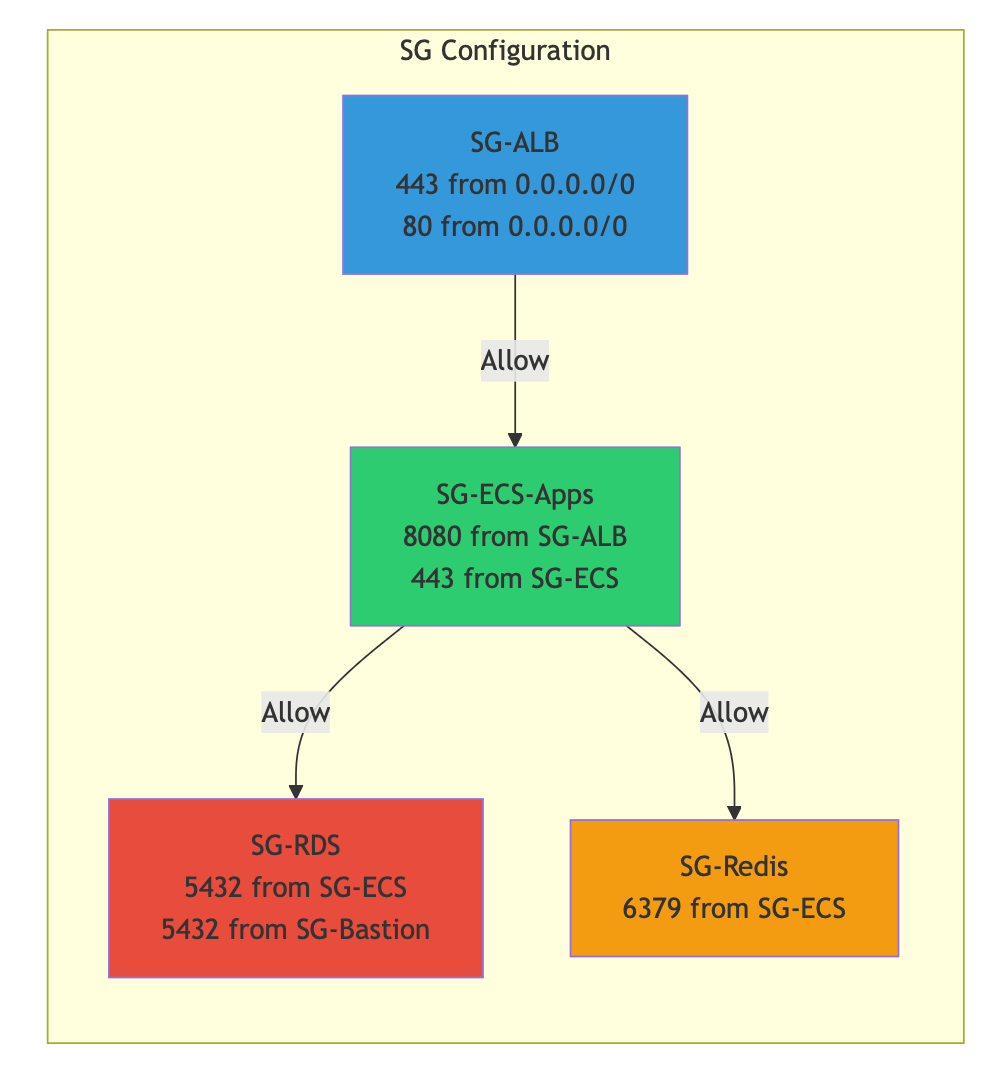 SG Configuration
SG-ALB
443 from 0.0.0.0/0
80 from 0.0.0.0/0
Allow
SG-ECS-Apps
8080 from SG-ALB
443 from SG-ECS
Allow
Allow
SG-RDS
5432 from SG-ECS
5432 from SG-Bastion
SG-Redis
6379 from SG-ECS